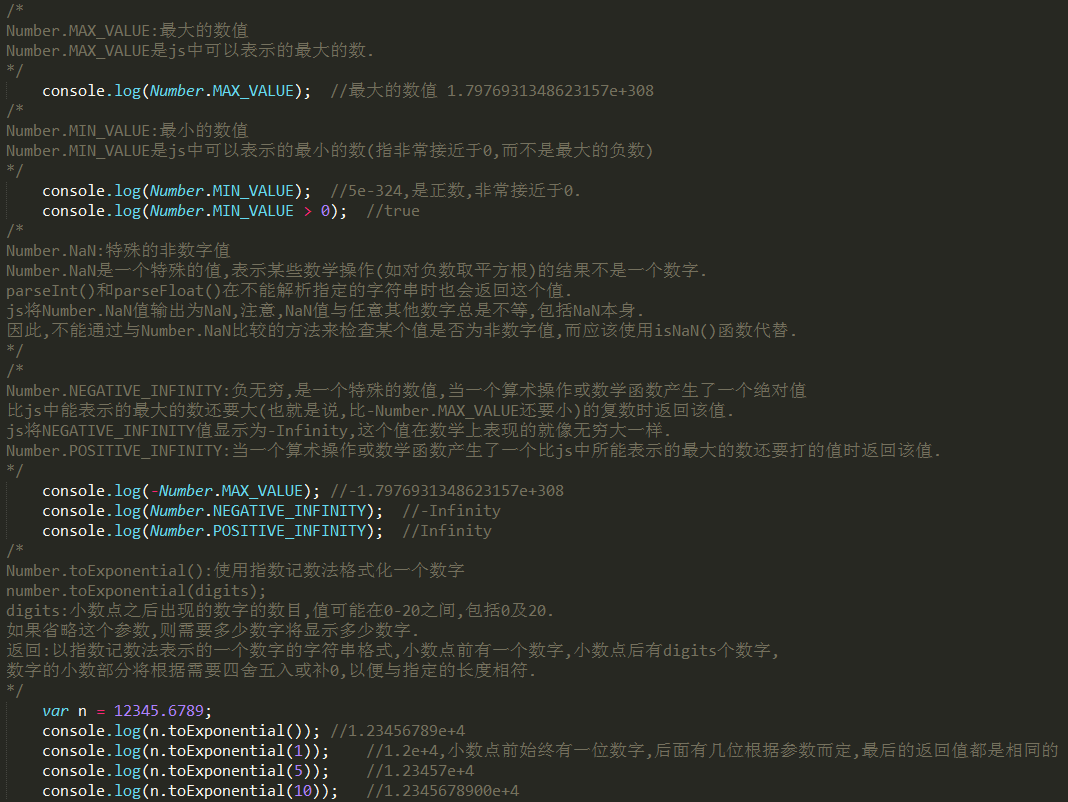 /*
Number.MAX_VALUE:最大的数值
Number.MAX_VALUE是js中可以表示的最大的数.
*/
    console.log(Number.MAX_VALUE);  //最大的数值 1.7976931348623157e+308
/*
Number.MIN_VALUE:最小的数值
Number.MIN_VALUE是js中可以表示的最小的数(指非常接近于0,而不是最大的负数)
*/
    console.log(Number.MIN_VALUE);  //5e-324,是正数,非常接近于0.
    console.log(Number.MIN_VALUE > 0);  //true
/*
Number.NaN:特殊的非数字值
Number.NaN是一个特殊的值,表示某些数学操作(如对负数取平方根)的结果不是一个数字.
parseInt()和parseFloat()在不能解析指定的字符串时也会返回这个值.
js将Number.NaN值输出为NaN,注意,NaN值与任意其他数字总是不等,包括NaN本身.
因此,不能通过与Number.NaN比较的方法来检查某个值是否为非数字值,而应该使用isNaN()函数代替.
*/
/*
Number.NEGATIVE_INFINITY:负无穷,是一个特殊的数值,当一个算术操作或数学函数产生了一个绝对值
比js中能表示的最大的数还要大(也就是说,比-Number.MAX_VALUE还要小)的复数时返回该值.
js将NEGATIVE_INFINITY值显示为-Infinity,这个值在数学上表现的就像无穷大一样.
Number.POSITIVE_INFINITY:当一个算术操作或数学函数产生了一个比js中所能表示的最大的数还要打的值时返回该值.
*/
    console.log(-Number.MAX_VALUE); //-1.7976931348623157e+308
    console.log(Number.NEGATIVE_INFINITY);  //-Infinity
    console.log(Number.POSITIVE_INFINITY);  //Infinity
/*
Number.toExponential():使用指数记数法格式化一个数字
number.toExponential(digits);
digits:小数点之后出现的数字的数目,值可能在0-20之间,包括0及20.
如果省略这个参数,则需要多少数字将显示多少数字.
返回:以指数记数法表示的一个数字的字符串格式,小数点前有一个数字,小数点后有digits个数字,
数字的小数部分将根据需要四舍五入或补0,以便与指定的长度相符.
*/
    var n = 12345.6789;
    console.log(n.toExponential()); //1.23456789e+4
    console.log(n.toExponential(1));    //1.2e+4,小数点前始终有一位数字,后面有几位根据参数而定,最后的返回值都是相同的
    console.log(n.toExponential(5));    //1.23457e+4
    console.log(n.toExponential(10));   //1.2345678900e+4